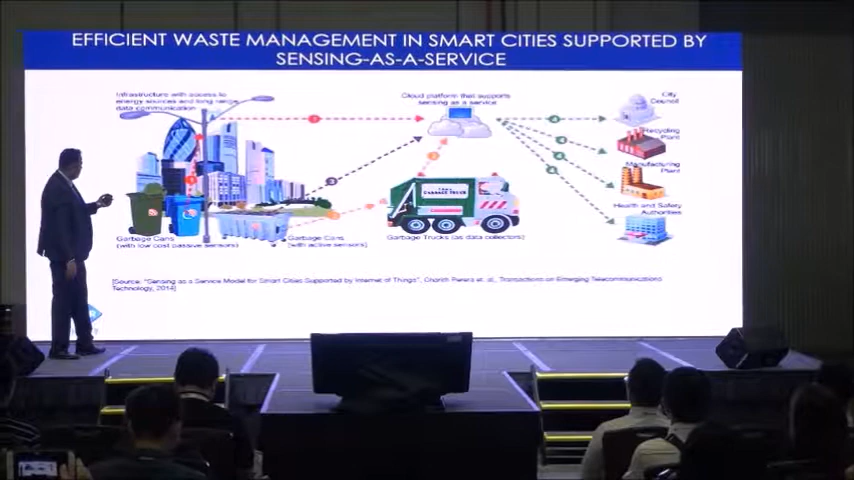 EFFICIENT WASTE MANAGEMENT IN SMART CITIES SUPPORTED BY
SENSING-AS-A-SERVICE
Infrastructure with access to
energy sources and long range
data communication
Cloud platform that supports
sensing as a service
City
Council
Recycling
Plant
Manufacturing
Plant
Health and Safety
Authorities
GARBAGE TRUCK
Garbage Cans
(with low cost passive sensors)
Garbage Cans
(with active sensors)
Garbage Trucks (as data collectors)
[Source: "Sensing as a Service Model for Smart Cities Supported by Internet of Things", Charith Perera et. al., Transactions on Emerging Telecommunications
Technology, 2014]